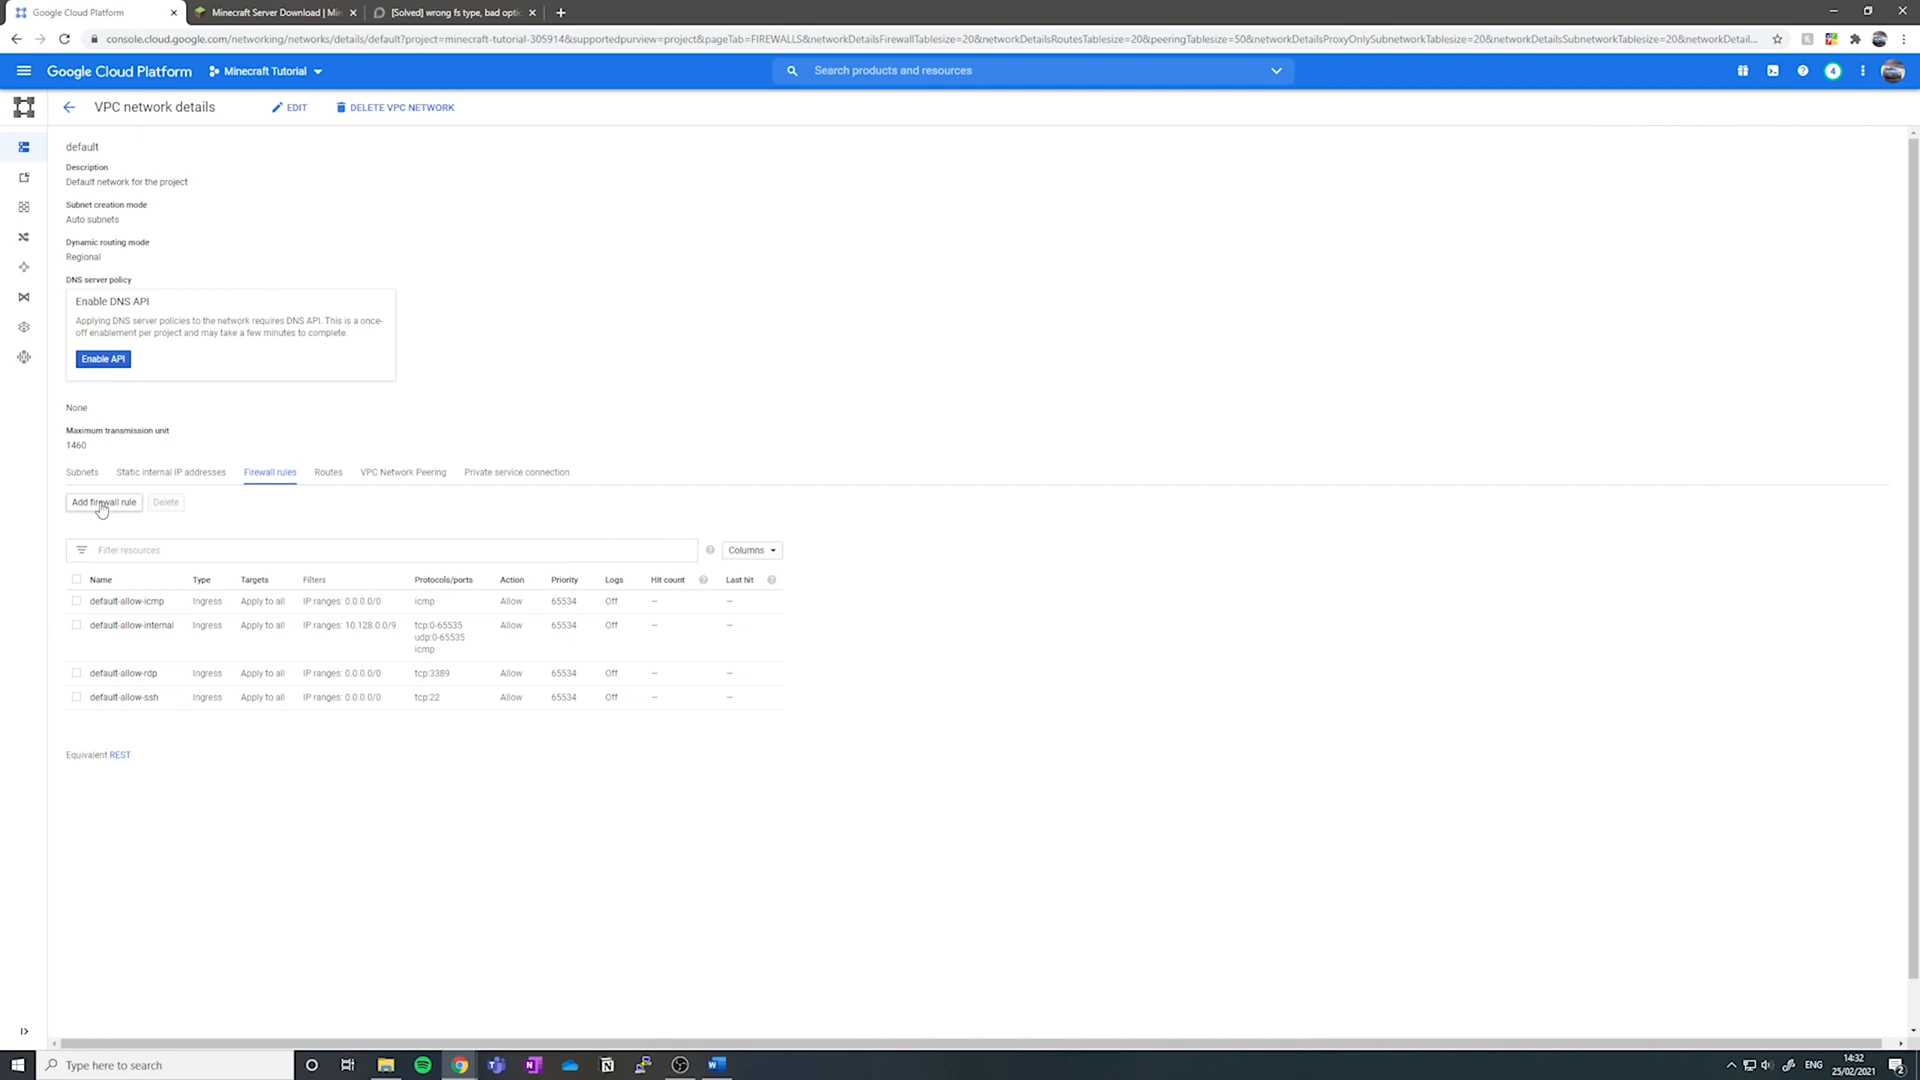 Google Cloud Platform
Minecraft Server Download | Min
[Solved] wrong fs type, bad optic
console.cloud.google.com/networking/networks/details/default?project=minecraft-tutorial-305914&supportedpurview=project&pageTab=FIREWALLS&networkDetailsFirewallTablesize=20&networkDetailsRoutesTablesize=20&peeringTablesize=50&networkDetailsProxyOnlySubnetworkTablesize=20&networkDetailsSubnetworkTablesize=20&networkDetail...
Google Cloud Platform
Minecraft Tutorial
Search products and resources
4
VPC network details
EDIT
DELETE VPC NETWORK
default
Description
Default network for the project
Subnet creation mode
Auto subnets
Dynamic routing mode
Regional
DNS server policy
Enable DNS API
Applying DNS server policies to the network requires DNS API. This is a once-
off enablement per project and may take a few minutes to complete.
Enable API
None
Maximum transmission unit
1460
Subnets Static internal IP addresses Firewall rules Routes VPC Network Peering Private service connection
Add firewall rule Delete
Filter resources Columns
Name Type Targets Filters Protocols/ports Action Priority Logs Hit count Last hit
default-allow-icmp Ingress Apply to all IP ranges: 0.0.0.0/0 icmp Allow 65534 Off — —
default-allow-internal Ingress Apply to all IP ranges: 10.128.0.0/9 tcp:0-65535 Allow 65534 Off — —
udp:0-65535
icmp
default-allow-rdp Ingress Apply to all IP ranges: 0.0.0.0/0 tcp:3389 Allow 65534 Off — —
default-allow-ssh Ingress Apply to all IP ranges: 0.0.0.0/0 tcp:22 Allow 65534 Off — —
Equivalent REST
Type here to search
ENG
14:32
25/02/2021
2